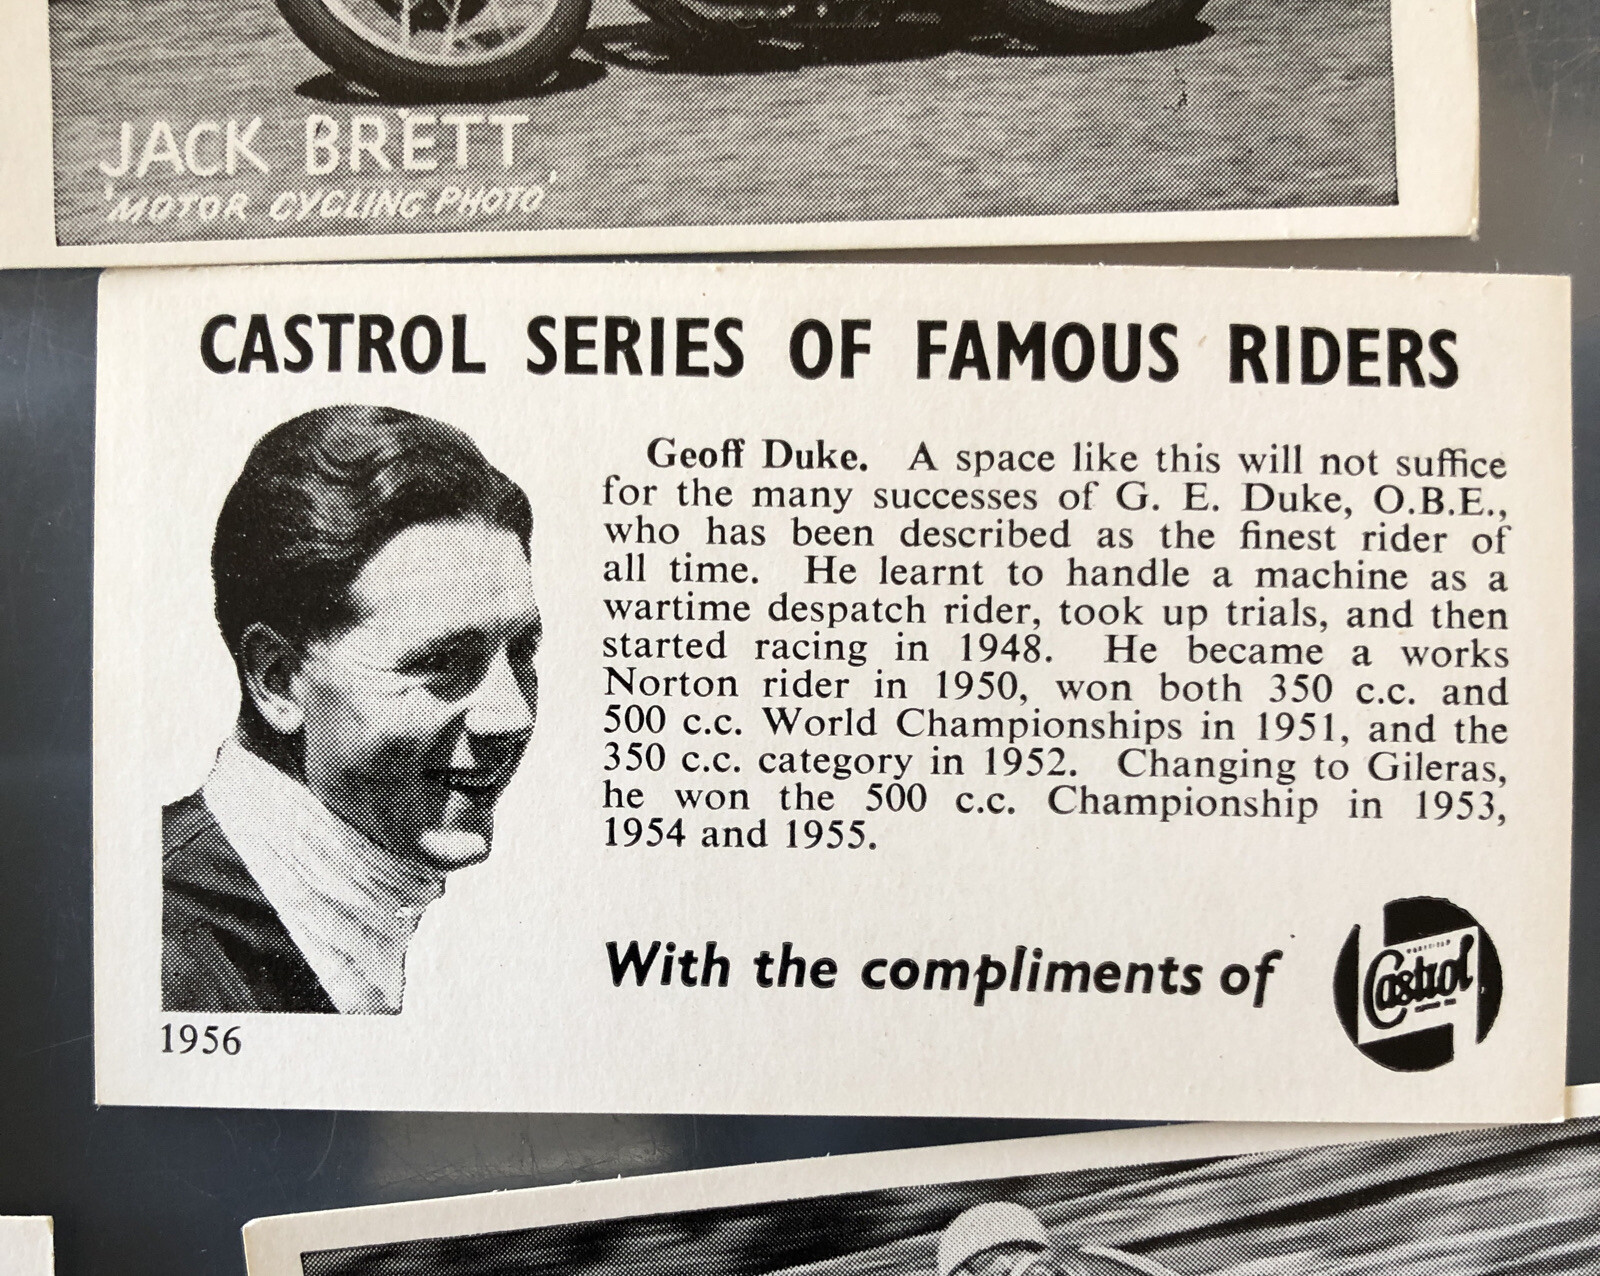 JACK BRETT
'MOTOR CYCLING PHOTO'
CASTROL SERIES OF FAMOUS RIDERS
Geoff Duke. A space like this will not suffice
for the many successes of G. E. Duke, O.B.E.,
who has been described as the finest rider of
all time. He learnt to handle a machine as a
wartime despatch rider, took up trials, and then
started racing in 1948. He became a works
Norton rider in 1950, won both 350 c.c. and
500 c.c. World Championships in 1951, and the
350 c.c. category in 1952. Changing to Gileras,
he won the 500 c.c. Championship in 1953,
1954 and 1955.
With the compliments of
Castrol
1956